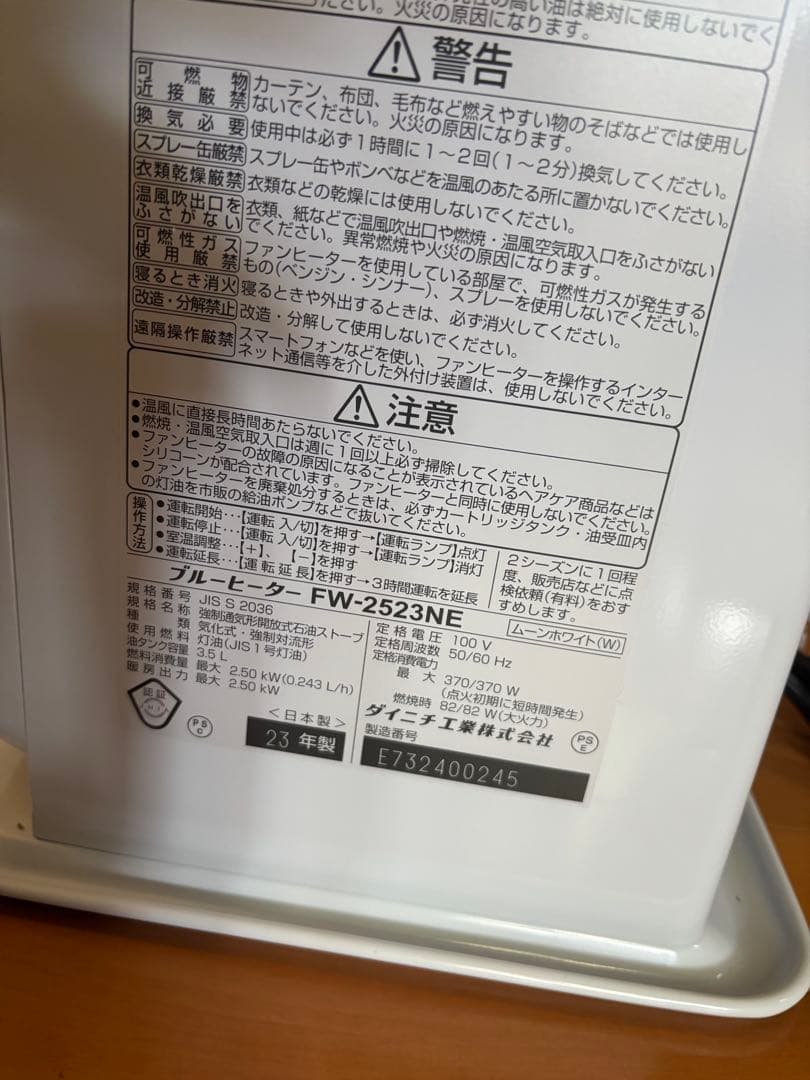 性の高い油は絶対に使用しないでく
ださい。火災の原因になります。
警告
可燃物近接厳禁 カーテン、布団、毛布など燃えやすい物のそばなどでは使用し
ないでください。火災の原因になります。
換気必要 使用中は必ず1時間に1～2回(1～2分)換気してください。
スプレー缶厳禁 スプレー缶やボンベなどを温風のあたる所に置かないでください。
衣類乾燥厳禁 衣類などの乾燥には使用しないでください。
温風吹出口をふさがない 衣類、紙などで温風吹出口や燃焼・温風空気取入口をふさがない
でください。異常燃焼や火災の原因になります。
可燃性ガス使用厳禁 ファンヒーターを使用している部屋で、可燃性ガスが発生する
もの(ベンジン・シンナー)、スプレーを使用しないでください。
寝るとき消火 寝るときや外出するときは、必ず消火してください。
改造・分解禁止 改造・分解して使用しないでください。
遠隔操作厳禁 スマートフォンなどを使い、ファンヒーターを操作するインター
ネット通信等を介した外付け装置は、使用しないでください。
注意
●温風に直接長時間あたらないでください。
●燃焼・温風空気取入口は週に1回以上必ず掃除してください。
●ファンヒーターの故障の原因になることが表示されているヘアケア商品などは
シリコーンが配合されています。ファンヒーターと同時に使用しないでください。
●ファンヒーターを廃棄処分するときは、必ずカートリッジタンク・油受皿内
の灯油を市販の給油ポンプなどで抜いてください。
操作方法
●運転開始…【運転 入/切】を押す→【運転ランプ】点灯
●運転停止…【運転 入/切】を押す→【運転ランプ】消灯
●室温調整…【+】、【-】を押す
●運転延長…【運転延長】を押す→3時間運転を延長
2シーズンに1回程
度、販売店などに点
検依頼(有料)をおす
すめします。
ブルーヒーター FW-2523NE
ムーンホワイト(W)
規格番号 JIS S 2036
規格名称 強制通気形開放式石油ストーブ
種類 気化式・強制対流形
使用燃料 灯油(JIS1号灯油)
油タンク容量 3.5L
燃料消費量 最大 2.50 kW(0.243 L/h)
暖房出力 最大 2.50 kW
定格電圧 100 V
定格周波数 50/60 Hz
定格消費電力
最大 370/370 W
(点火初期に短時間発生)
燃焼時 82/82 W(大火力)
認証
PS
C
<日本製>
23 年製
ダイニチ工業株式会社
製造番号
E732400245
PS
E